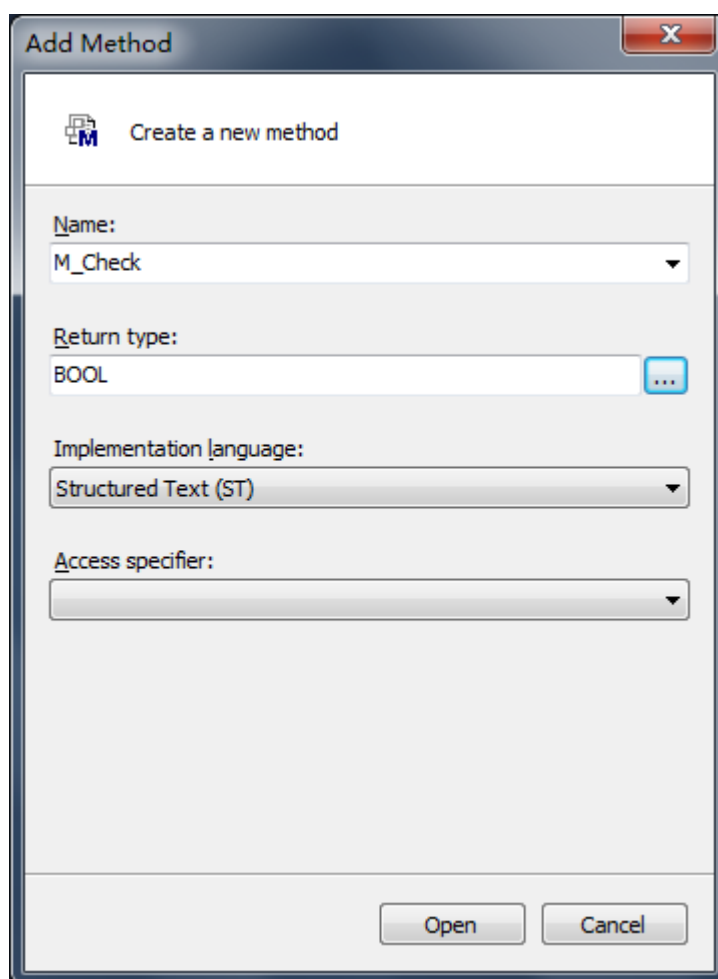 Add Method
Create a new method
Name:
M_Check
Return type:
BOOL
...
Implementation language:
Structured Text (ST)
Access specifier:
Open
Cancel